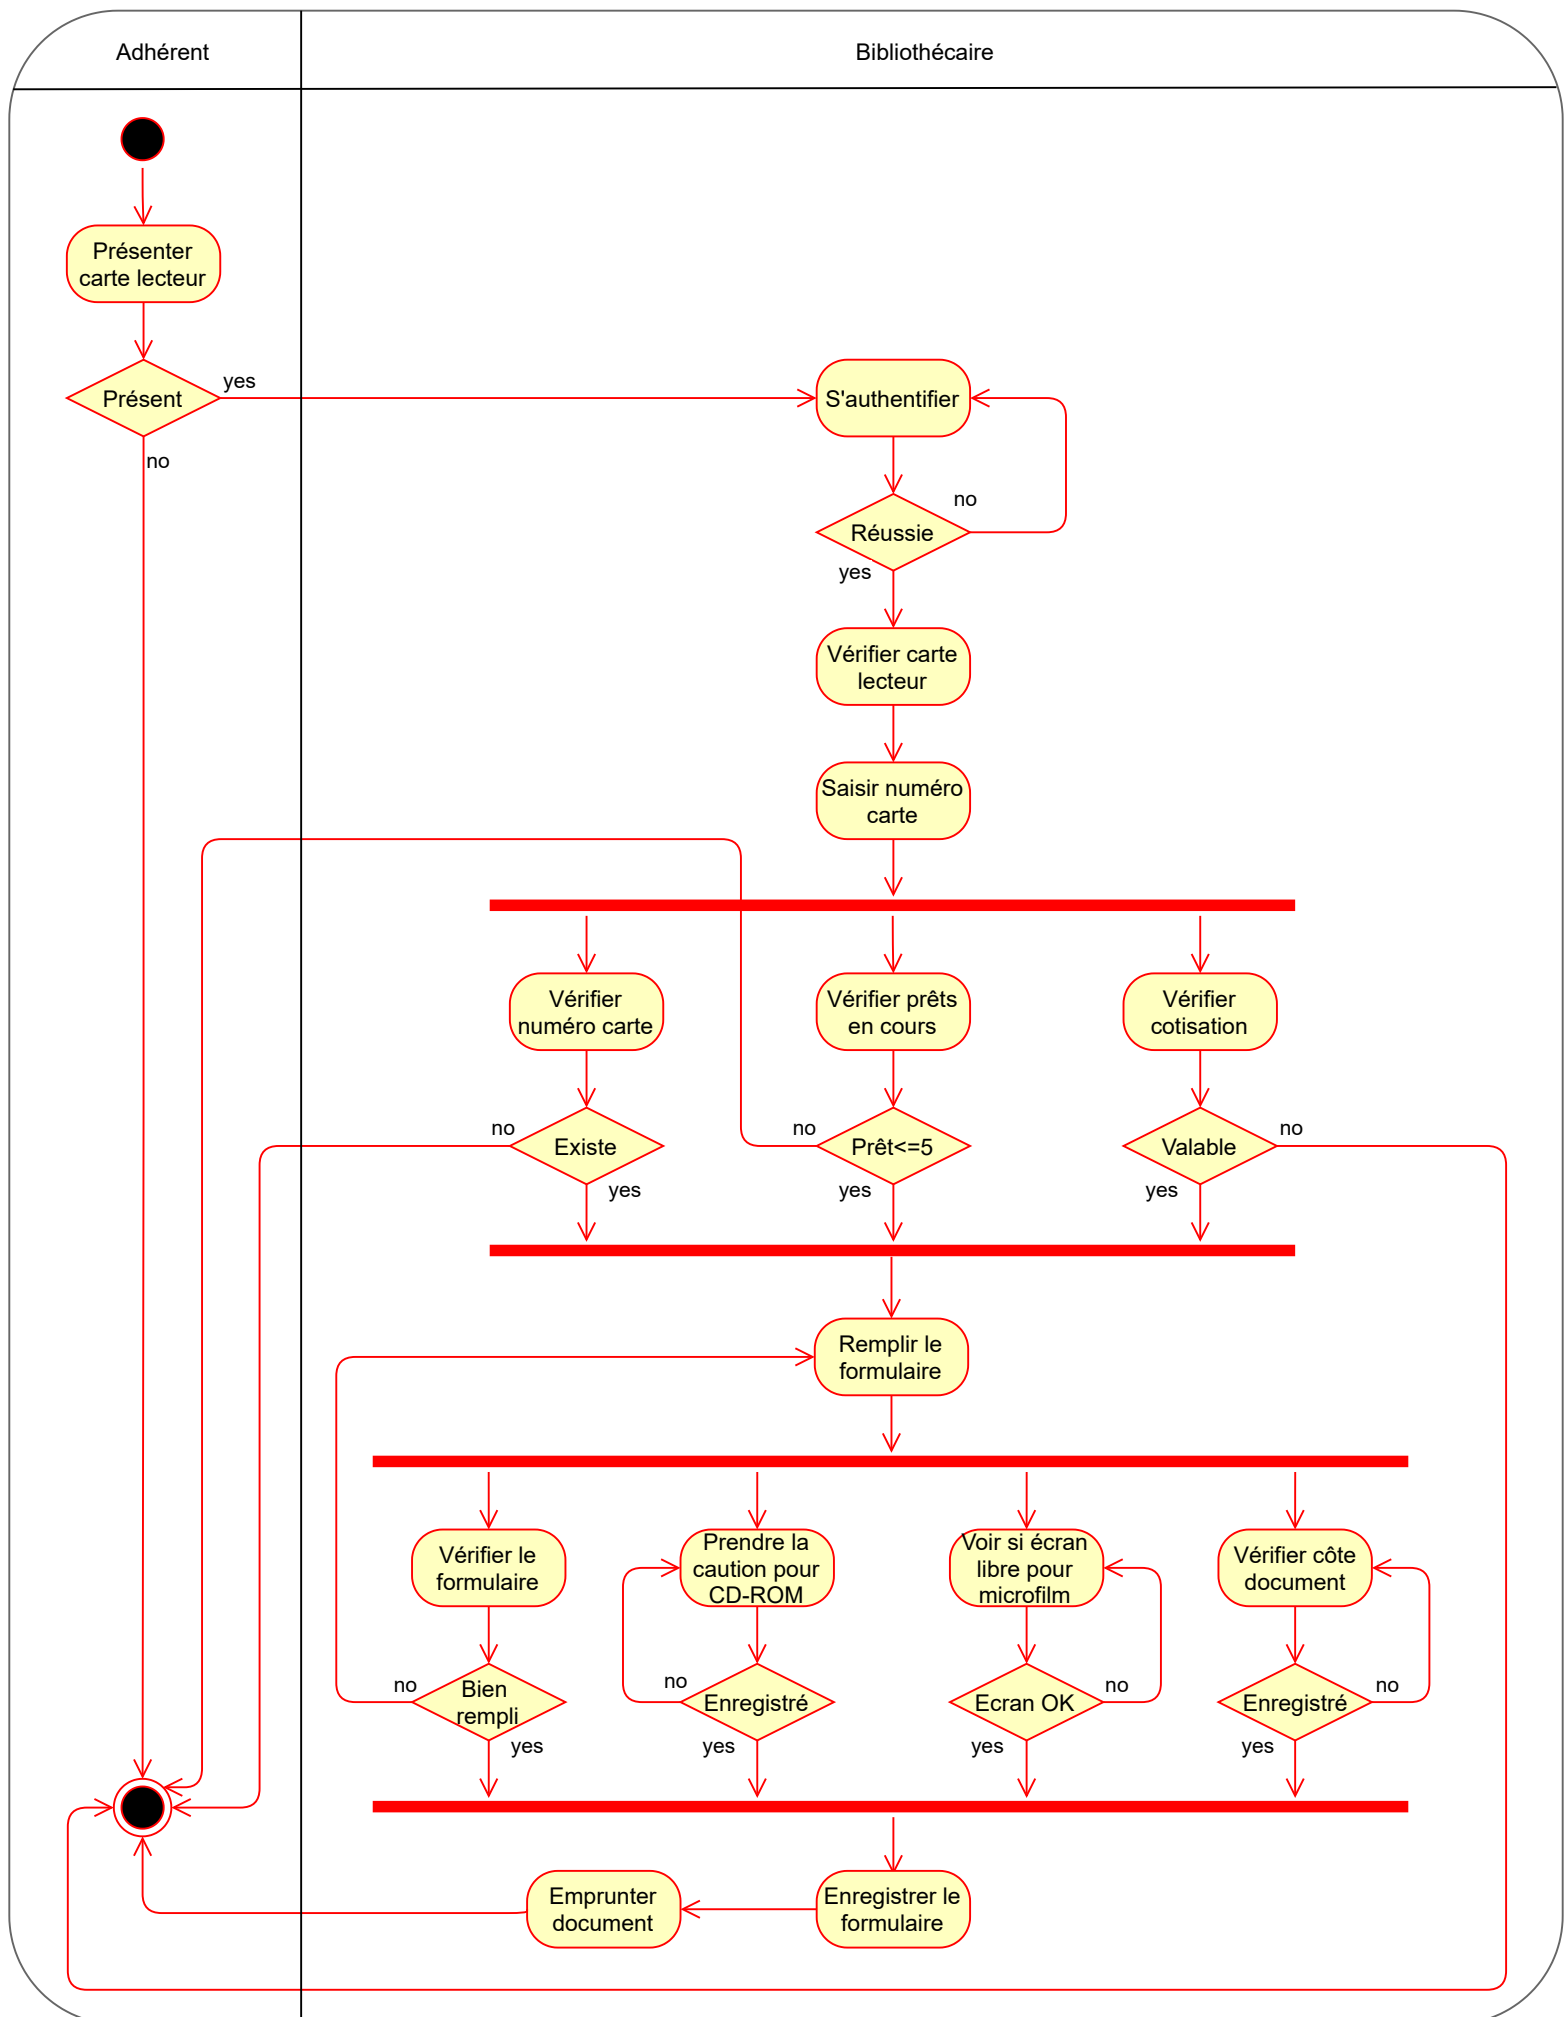 Adhérent
Bibliothécaire
Présenter
carte lecteur
Présent
yes
no
S'authentifier
Réussie
no
yes
Vérifier carte
lecteur
Saisir numéro
carte
Vérifier
numéro carte
Vérifier prêts
en cours
Vérifier
cotisation
no
Existe
yes
no
Prêt<=5
yes
Valable
no
yes
Remplir le
formulaire
Vérifier le
formulaire
Prendre la
caution pour
CD-ROM
Voir si écran
libre pour
microfilm
Vérifier côte
document
no
Bien
rempli
yes
no
Enregistré
yes
Ecran OK
no
yes
Enregistré
no
yes
Emprunter
document
Enregistrer le
formulaire